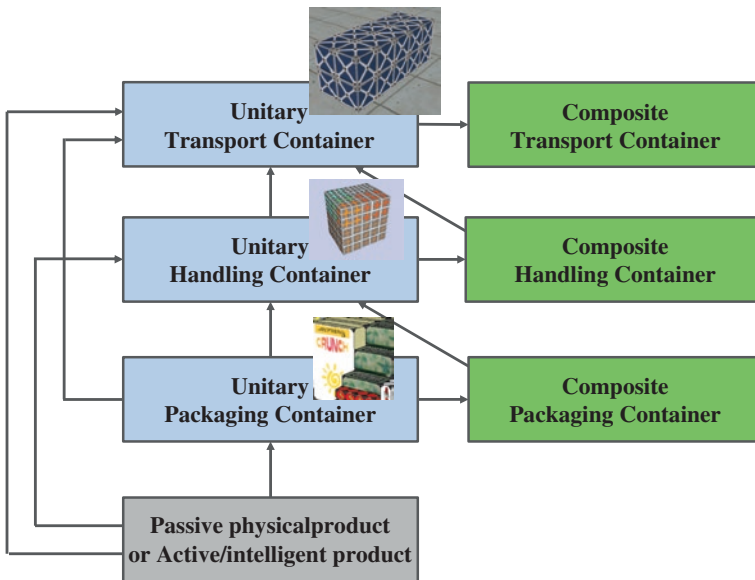 Unitary
Transport Container
Composite
Transport Container
Unitary
Handling Container
Composite
Handling Container
CRUNCH
Unitary
Packaging Container
Composite
Packaging Container
Passive physicalproduct
or Active/intelligent product